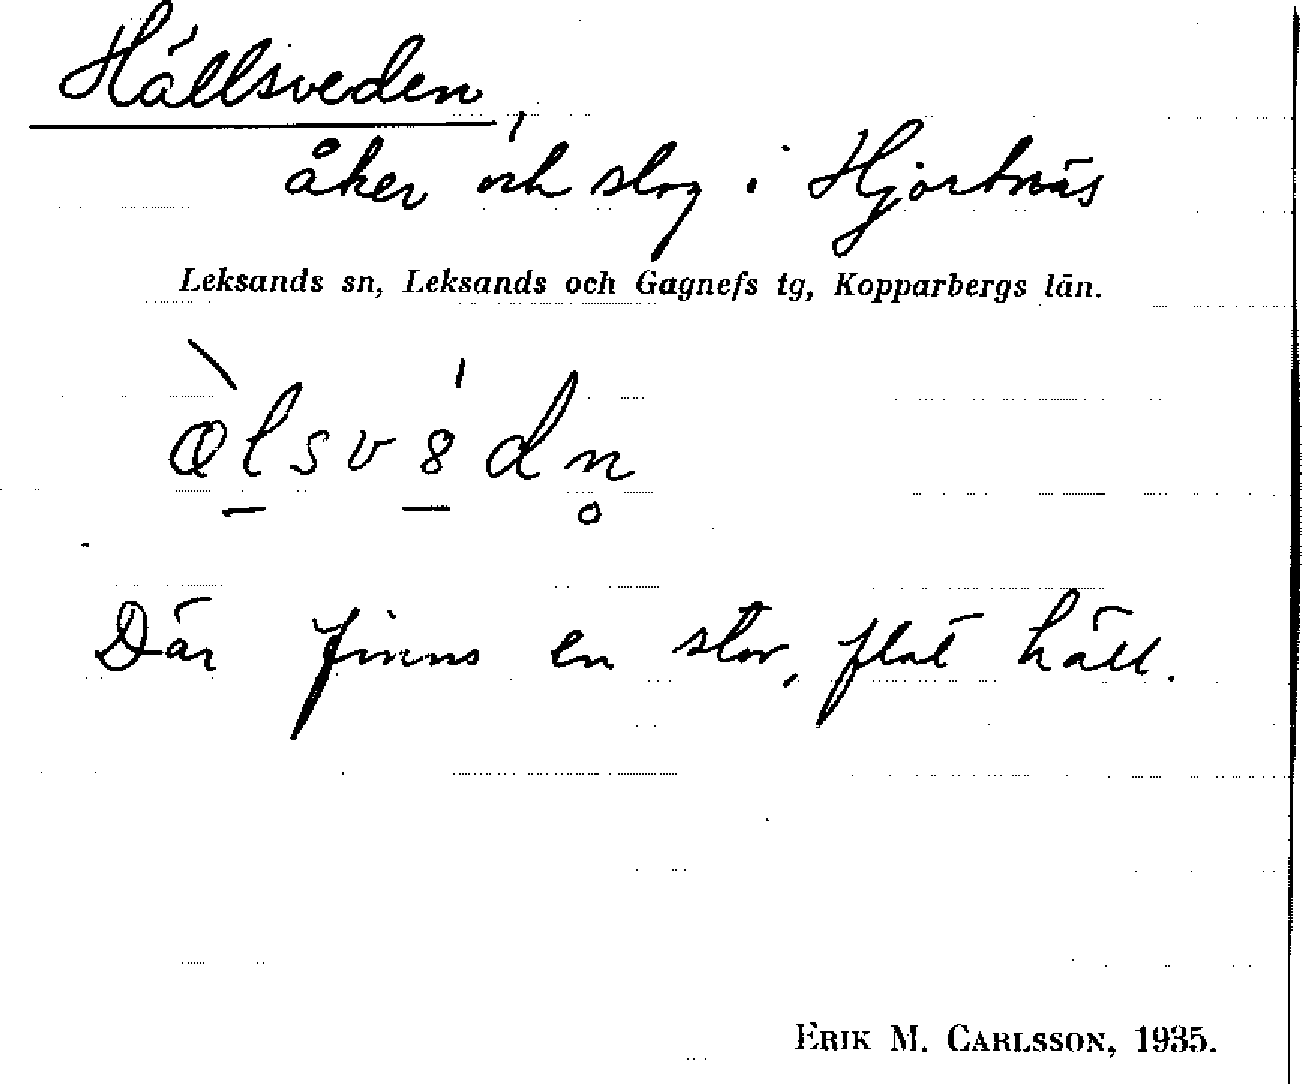 Hällsveden,
åker och slog i Hjortnäs
Leksands sn, Leksands och Gagnefs tg, Kopparbergs län.
Där finns en stor, flat häll.
ERIK M. CARLSSON, 1935.